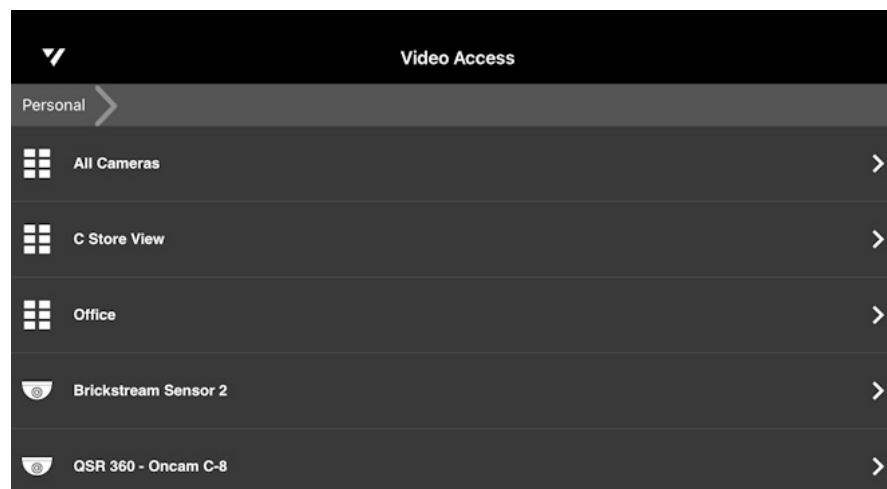 Video Access
Personal
All Cameras
C Store View
Office
Brickstream Sensor 2
QSR 360 - Oncam C-8